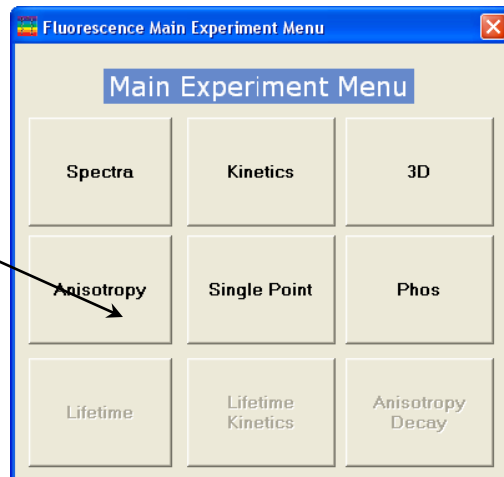 Fluorescence Main Experiment Menu
Main Experiment Menu
Spectra
Kinetics
3D
Anisotropy
Single Point
Phos
Lifetime
Lifetime
Kinetics
Anisotropy
Decay